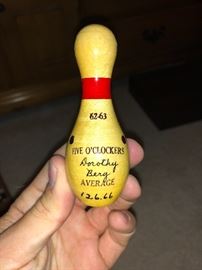 62-63
FIVE O'CLOCKERS
Dorothy
Berg
AVERAGE
126.66